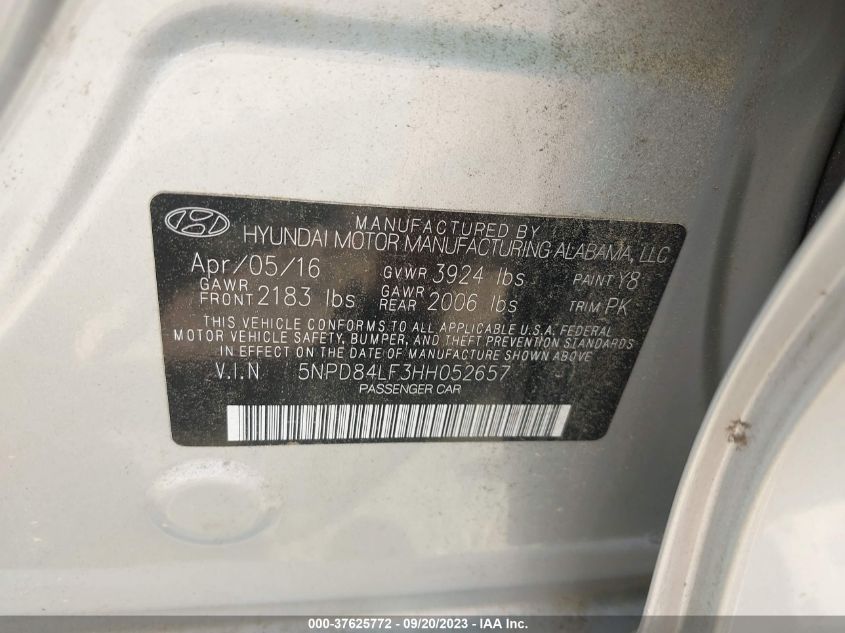 MANUFACTURED BY
HYUNDAI MOTOR MANUFACTURING ALABAMA, LLC
Apr/05/16 GVWR 3924 lbs PAINT Y8
GAWR FRONT 2183 lbs GAWR REAR 2006 lbs TRIM PK
THIS VEHICLE CONFORMS TO ALL APPLICABLE U.S.A. FEDERAL
MOTOR VEHICLE SAFETY, BUMPER, AND THEFT PREVENTION STANDARDS
IN EFFECT ON THE DATE OF MANUFACTURE SHOWN ABOVE.
V.I.N 5NPD84LF3HH052657
PASSENGER CAR
000-37625772 - 09/20/2023 - IAA Inc.